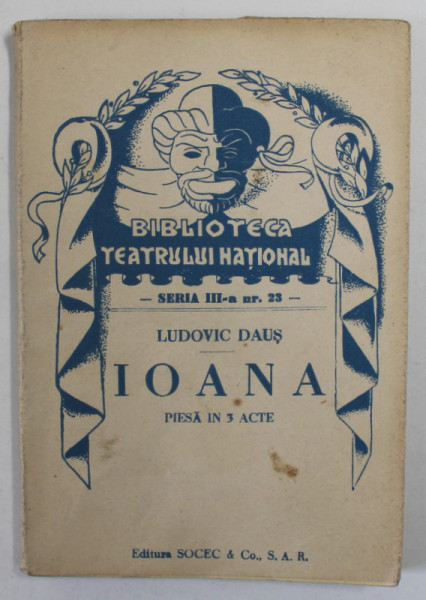 BIBLIOTECA
TEATRULUI NAȚIONAL
— SERIA III-a nr. 23 —
LUDOVIC DAUȘ
IOANA
PIESĂ IN 3 ACTE
Editura SOCEC & Co., S. A. R.